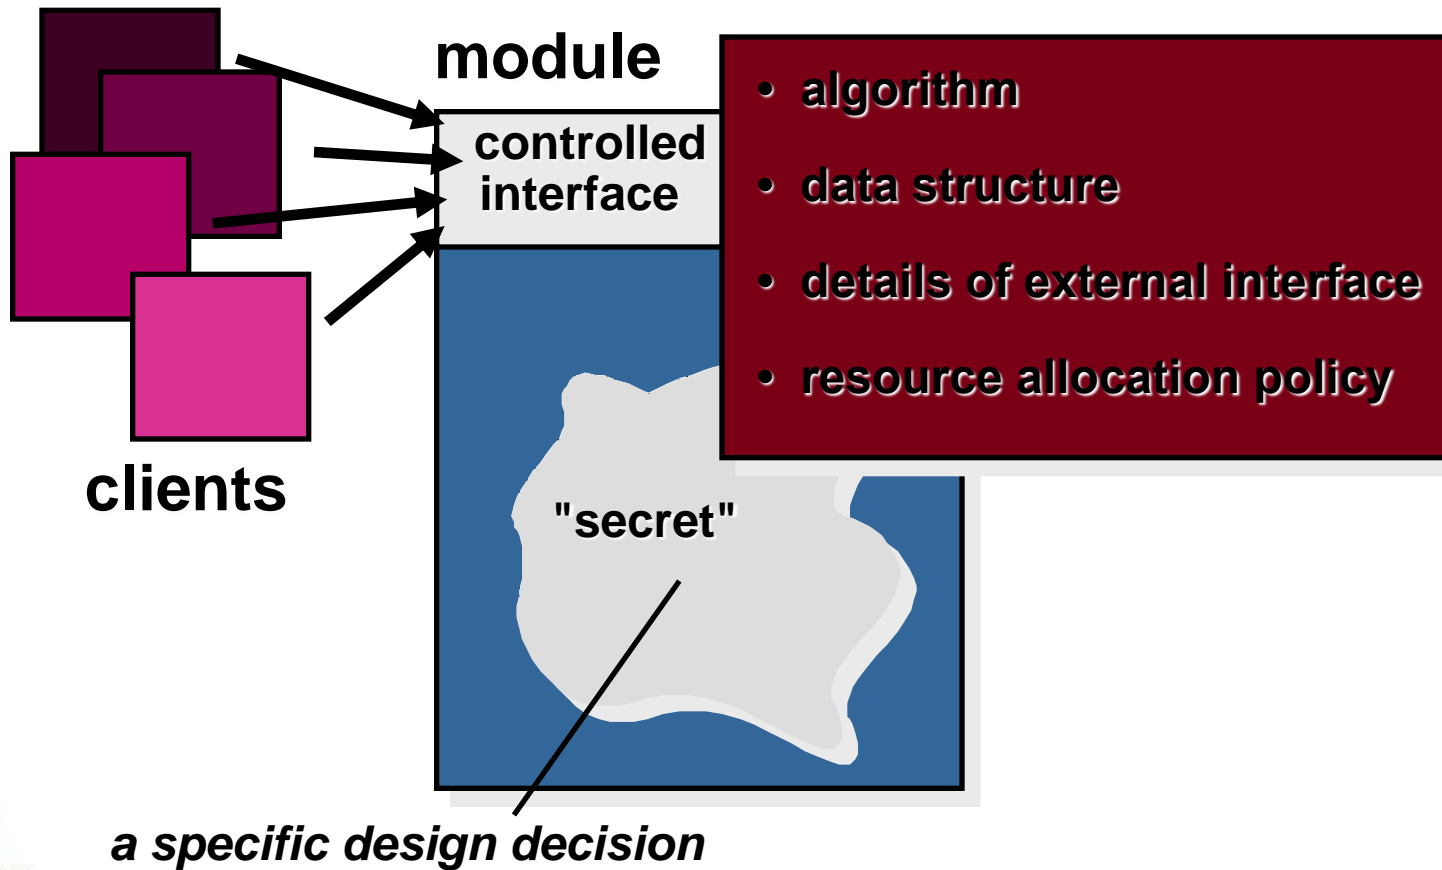 module
controlled
interface
• algorithm
• data structure
• details of external interface
• resource allocation policy
clients
"secret"
a specific design decision